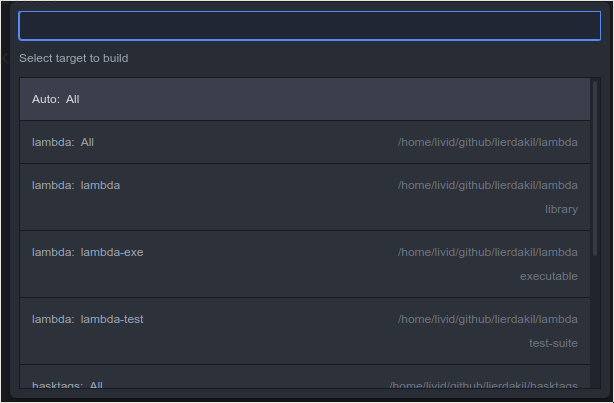 Select target to build
Auto: All
lambda: All /home/livid/github/lierdakil/lambda
lambda: lambda /home/livid/github/lierdakil/lambda
library
lambda: lambda-exe /home/livid/github/lierdakil/lambda
executable
lambda: lambda-test /home/livid/github/lierdakil/lambda
test-suite
hasktags: All /home/livid/github/lierdakil/hasktags